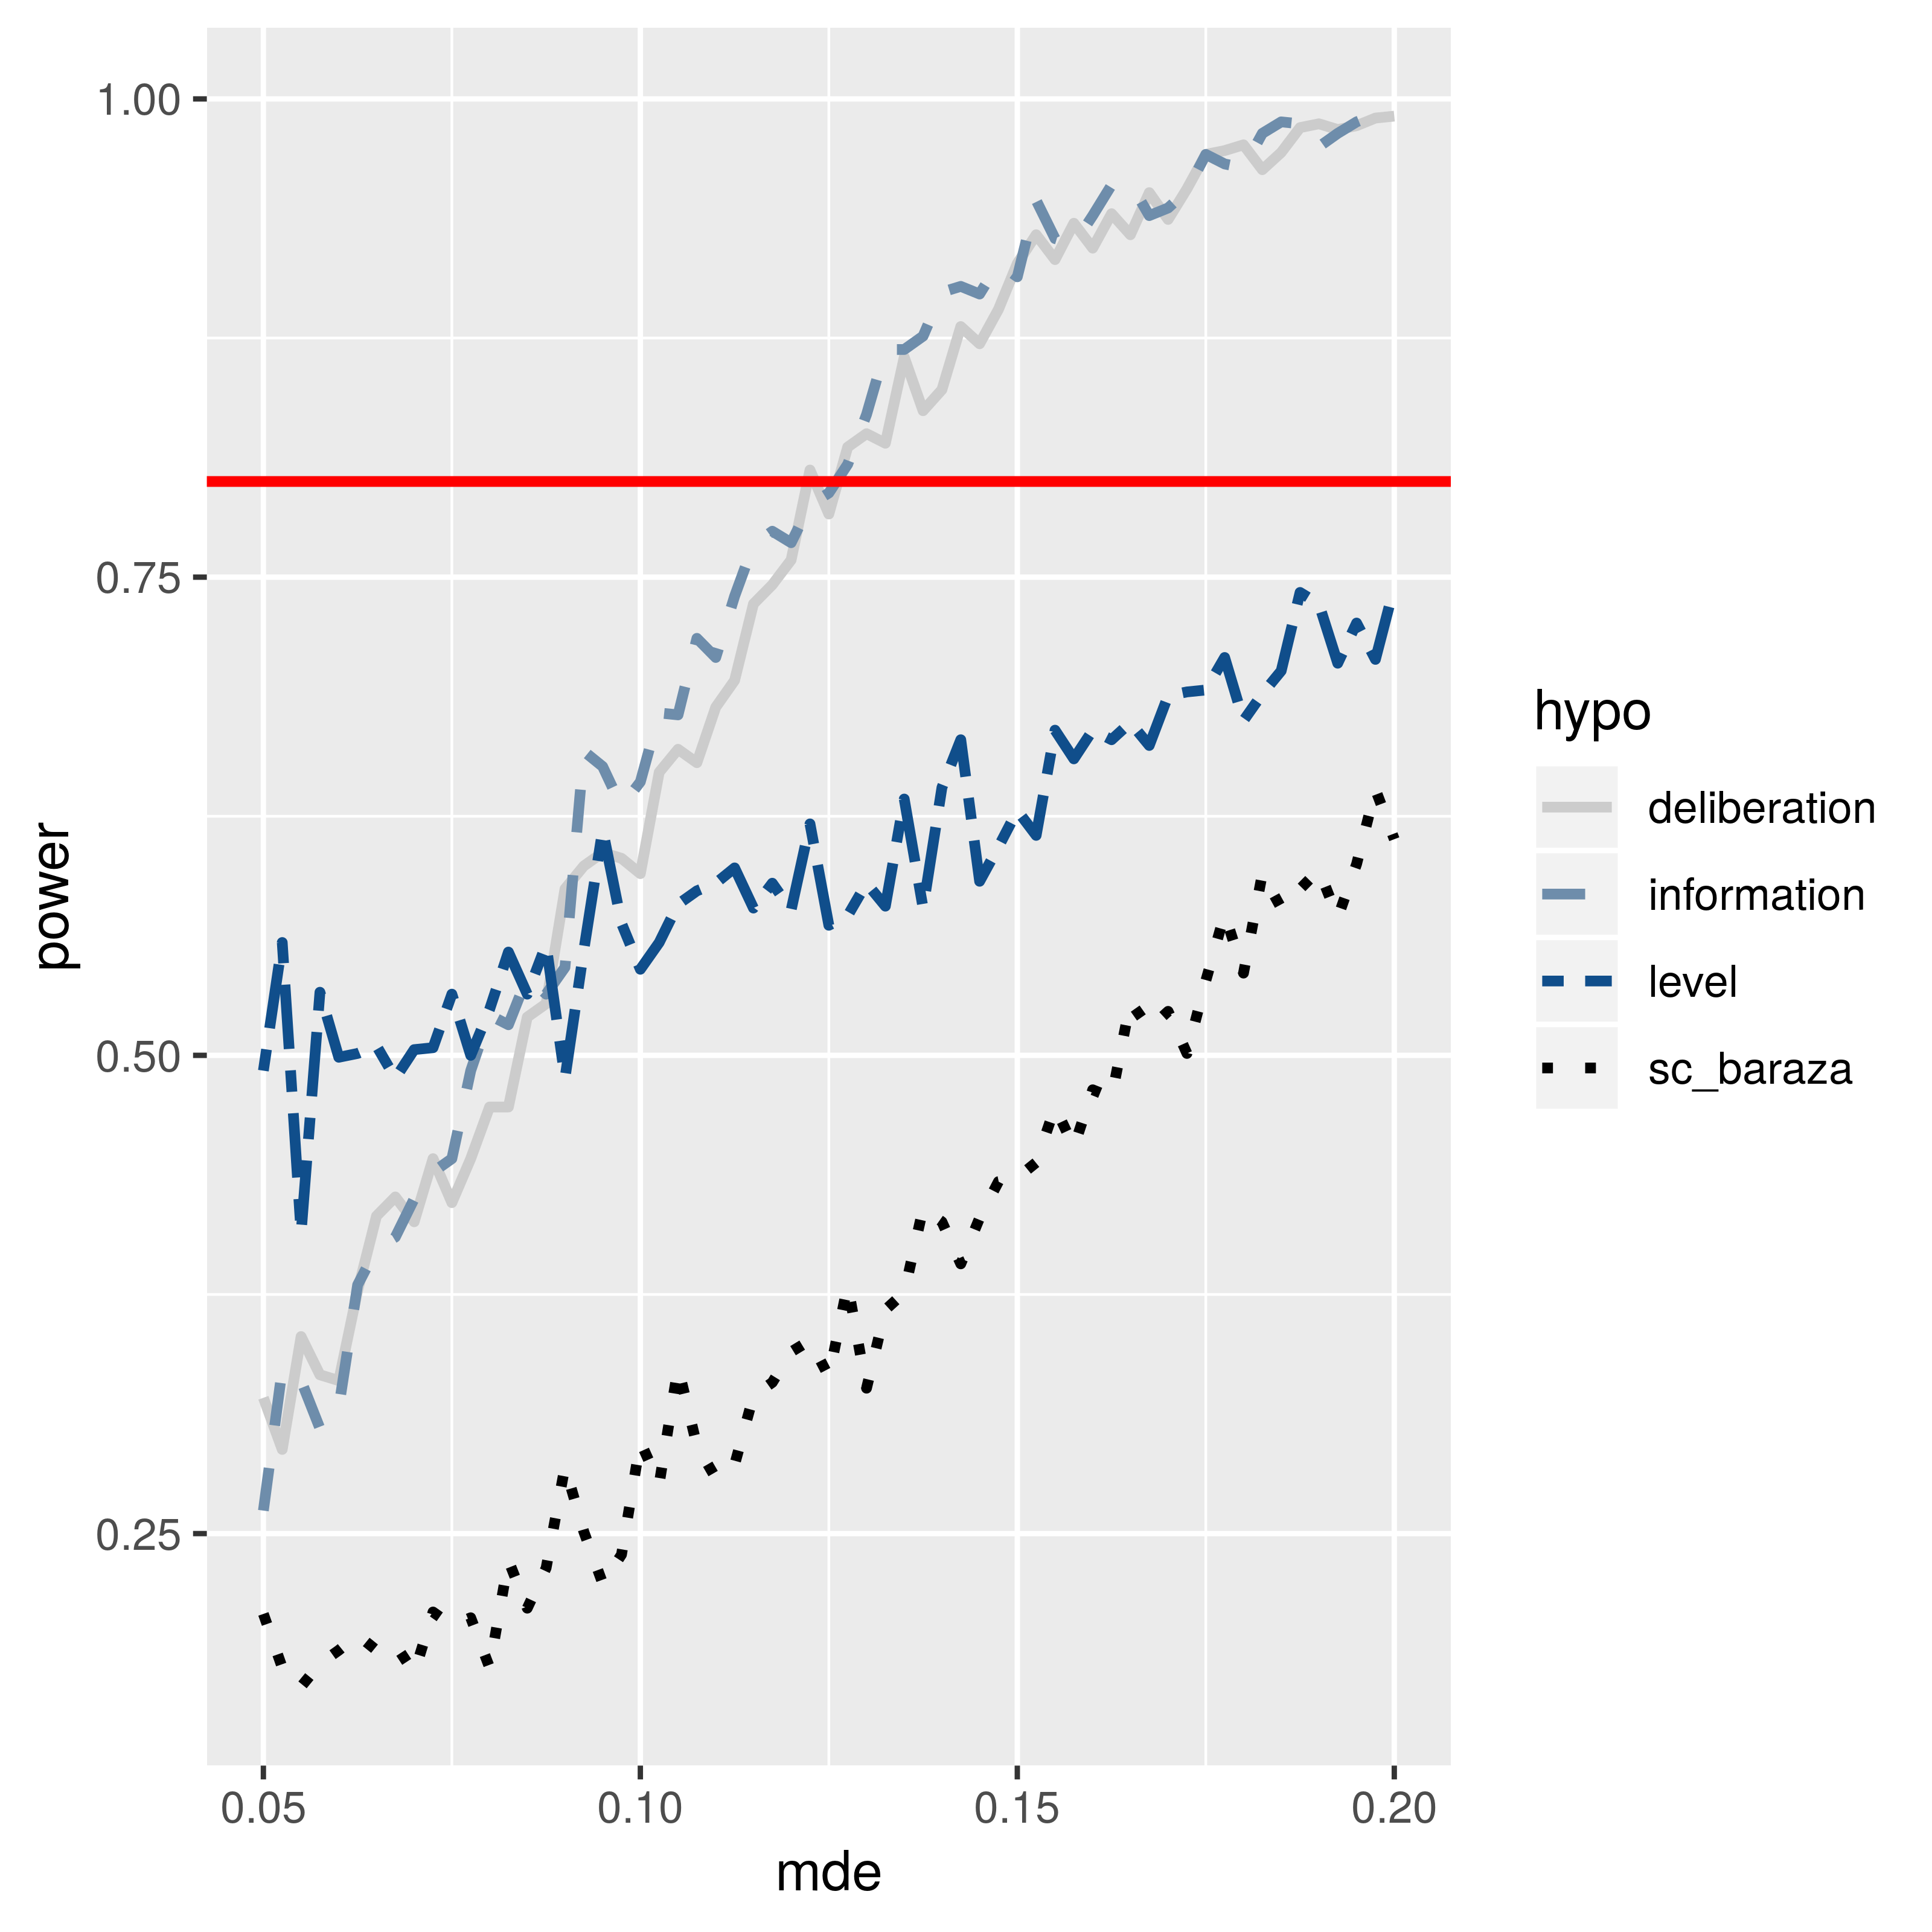 1.00
0.75
0.50
0.25
power
0.05 0.10 0.15 0.20
mde
hypo
deliberation
information
level
sc_baraza